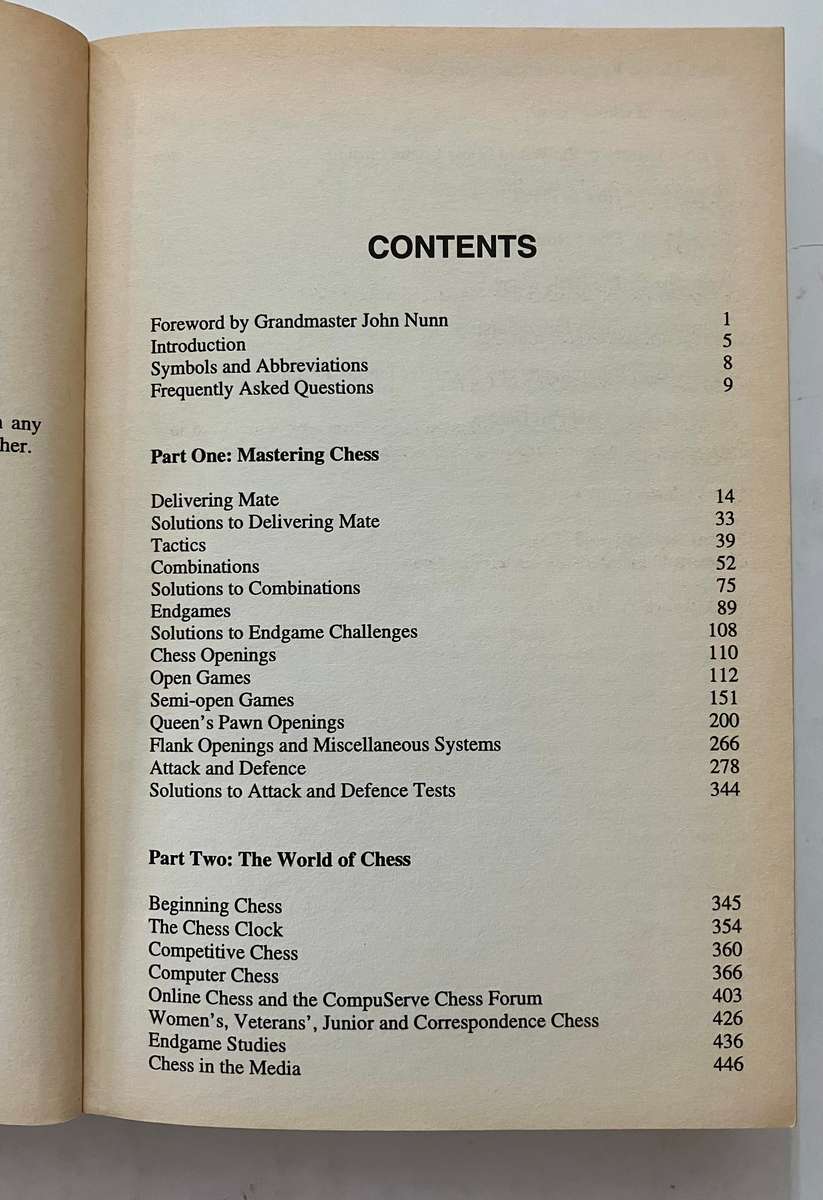 any
her.
CONTENTS
Foreword by Grandmaster John Nunn 1
Introduction 5
Symbols and Abbreviations 8
Frequently Asked Questions 9
Part One: Mastering Chess
Delivering Mate 14
Solutions to Delivering Mate 33
Tactics 39
Combinations 52
Solutions to Combinations 75
Endgames 89
Solutions to Endgame Challenges 108
Chess Openings 110
Open Games 112
Semi-open Games 151
Queen's Pawn Openings 200
Flank Openings and Miscellaneous Systems 266
Attack and Defence 278
Solutions to Attack and Defence Tests 344
Part Two: The World of Chess
Beginning Chess 345
The Chess Clock 354
Competitive Chess 360
Computer Chess 366
Online Chess and the CompuServe Chess Forum 403
Women's, Veterans', Junior and Correspondence Chess 426
Endgame Studies 436
Chess in the Media 446